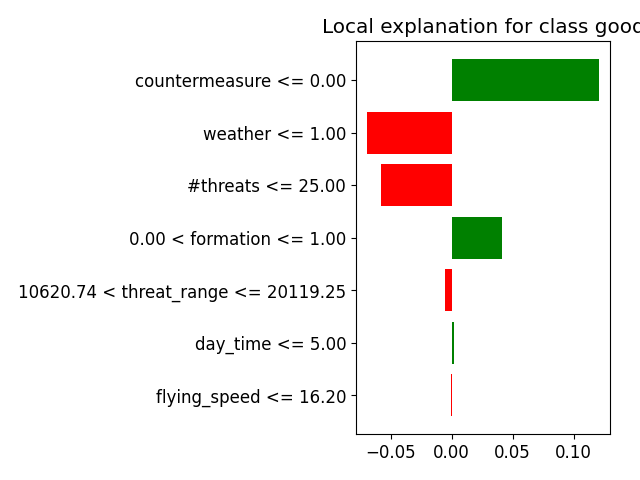 Local explanation for class good
countermeasure <= 0.00
weather <= 1.00
#threats <= 25.00
0.00 < formation <= 1.00
10620.74 < threat_range <= 20119.25
day_time <= 5.00
flying_speed <= 16.20
−0.05 0.00 0.05 0.10